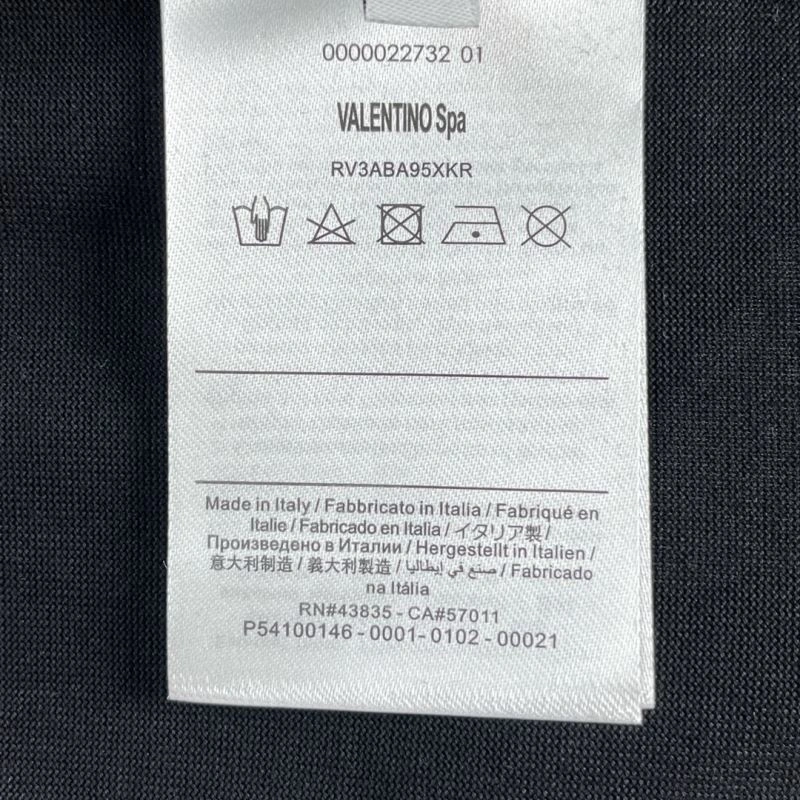 0000022732 01
VALENTINO Spa
RV3ABA95XKR
Made in Italy / Fabbricato in Italia / Fabriqué en
Italie / Fabricado en Italia / イタリア製 /
Произведено в Италии / Hergestellt in Italien /
意大利制造 / 義大利製造 / صنع في إيطاليا / Fabricado
na Itália
RN#43835 - CA#57011
P54100146 - 0001- 0102 - 00021